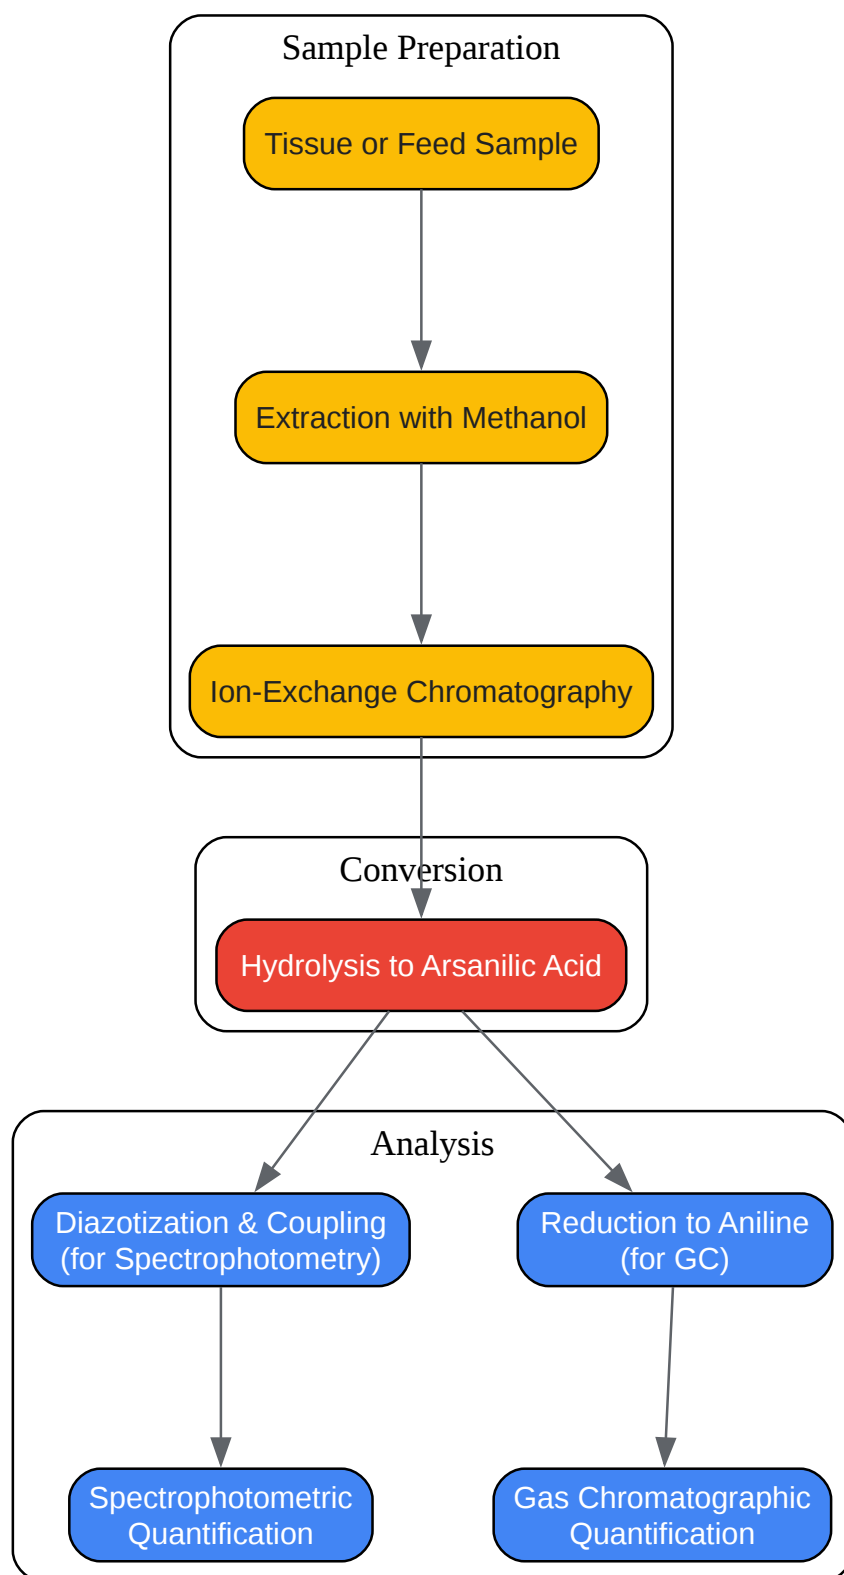 Sample Preparation
Tissue or Feed Sample
Extraction with Methanol
Ion-Exchange Chromatography
Conversion
Hydrolysis to Arsanilic Acid
Analysis
Diazotization & Coupling
(for Spectrophotometry)
Reduction to Aniline
(for GC)
Spectrophotometric
Quantification
Gas Chromatographic
Quantification